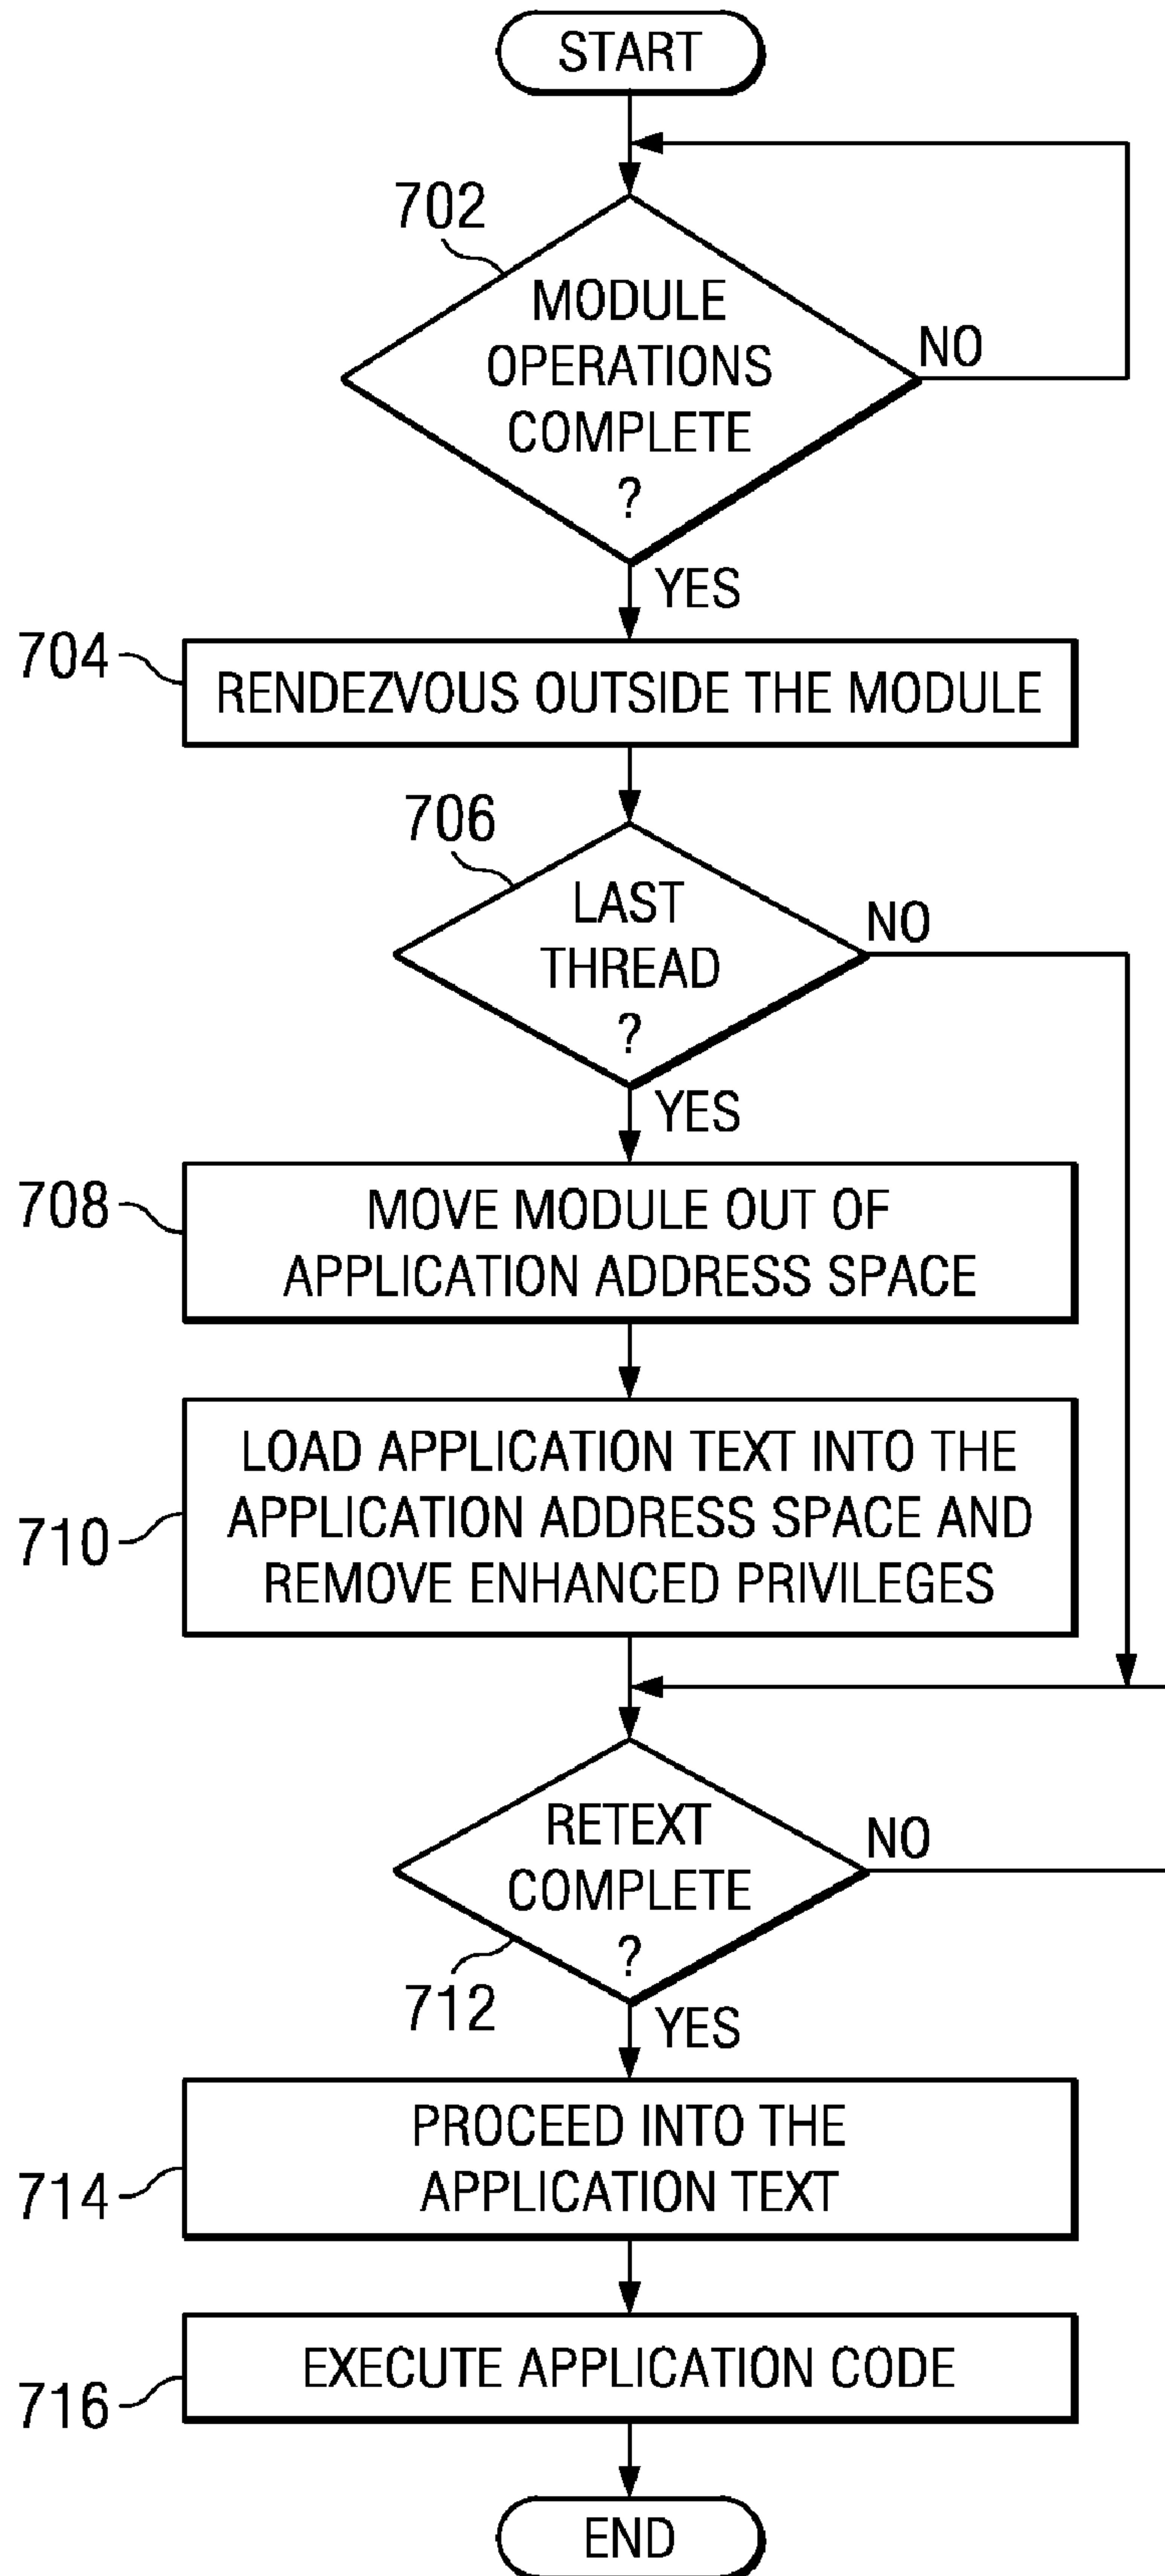 START
702
MODULE
OPERATIONS
COMPLETE
?
NO
YES
704
RENDEZVOUS OUTSIDE THE MODULE
706
LAST
THREAD
?
NO
YES
708
MOVE MODULE OUT OF
APPLICATION ADDRESS SPACE
710
LOAD APPLICATION TEXT INTO THE
APPLICATION ADDRESS SPACE AND
REMOVE ENHANCED PRIVILEGES
RETEXT
COMPLETE
?
NO
712
YES
714
PROCEED INTO THE
APPLICATION TEXT
716
EXECUTE APPLICATION CODE
END